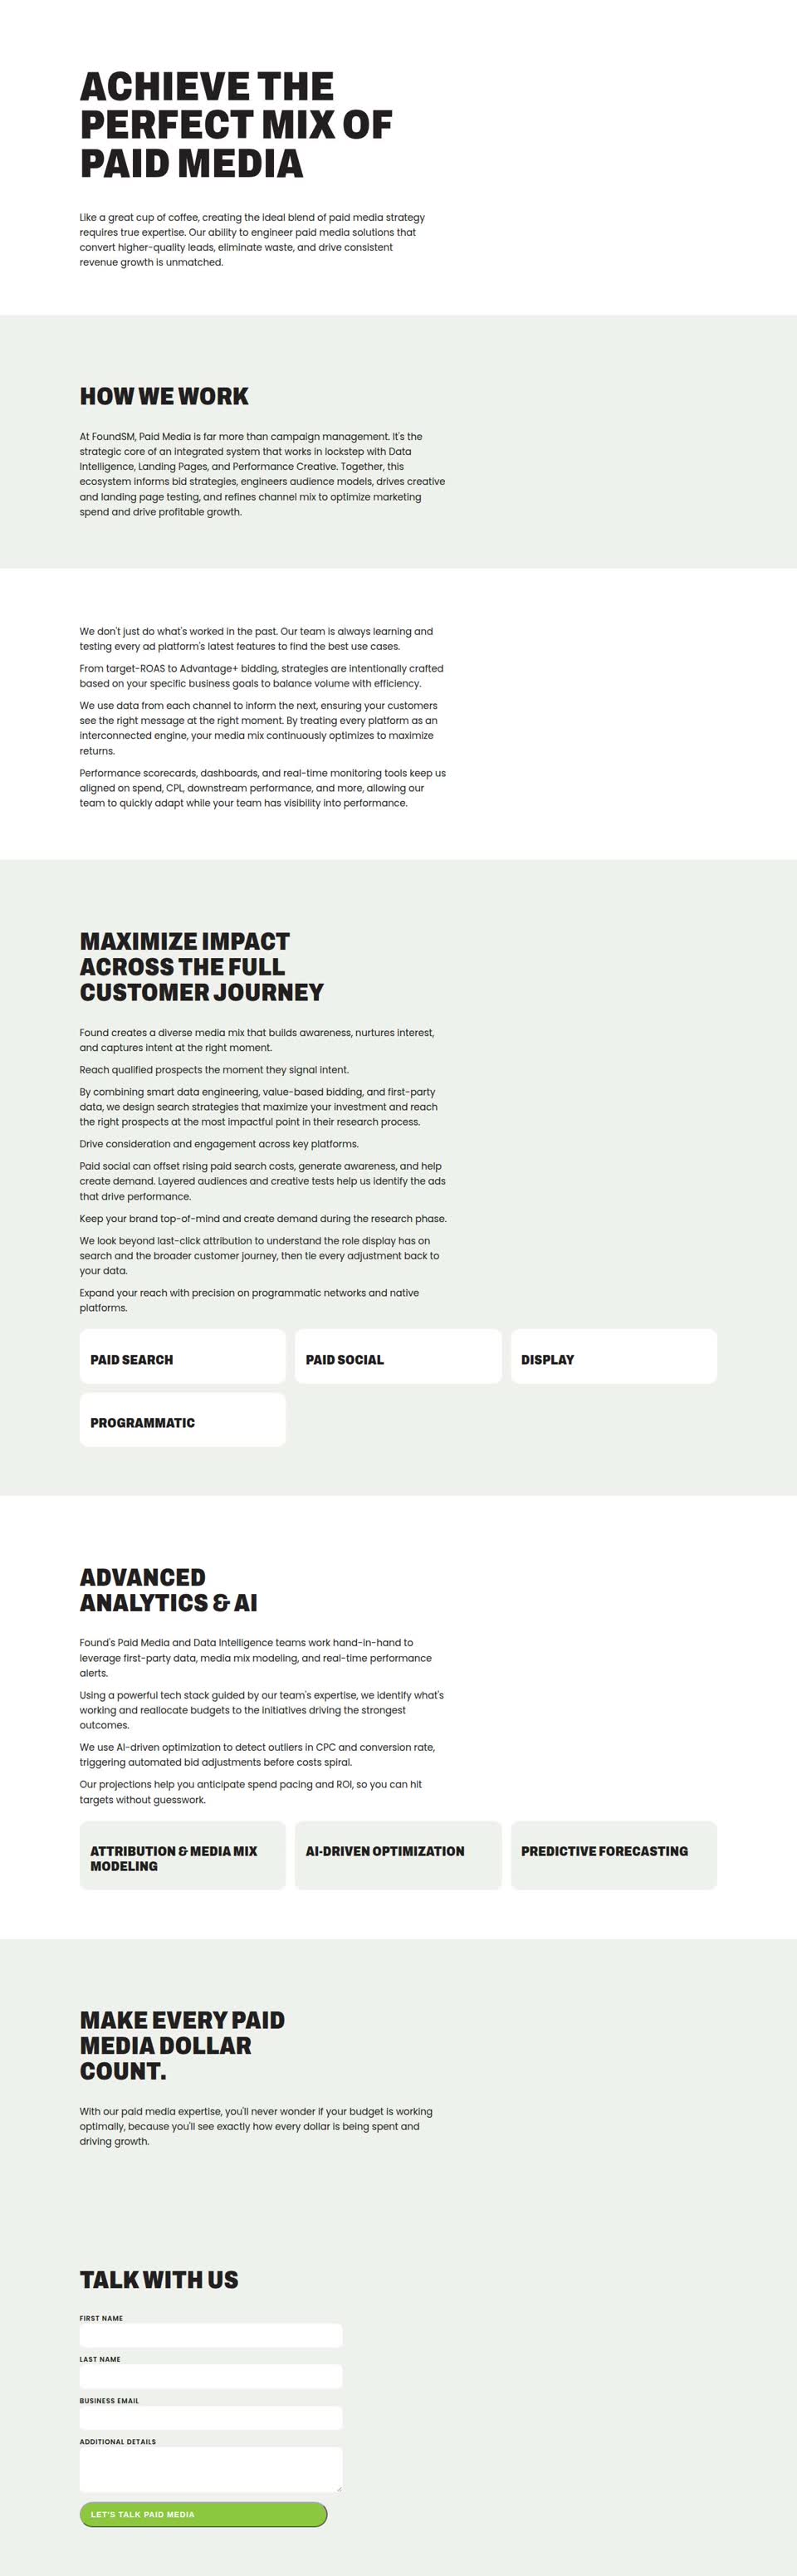 ACHIEVE THE
PERFECT MIX OF
PAID MEDIA
Like a great cup of coffee, creating the ideal blend of paid media strategy
requires true expertise. Our ability to engineer paid media solutions that
convert higher-quality leads, eliminate waste, and drive consistent
revenue growth is unmatched.
HOW WE WORK
At FoundSM, Paid Media is far more than campaign management. It's the
strategic core of an integrated system that works in lockstep with Data
Intelligence, Landing Pages, and Performance Creative. Together, this
ecosystem informs bid strategies, engineers audience models, drives creative
and landing page testing, and refines channel mix to optimize marketing
spend and drive profitable growth.
We don't just do what's worked in the past. Our team is always learning and
testing every ad platform's latest features to find the best use cases.
From target-ROAS to Advantage+ bidding, strategies are intentionally crafted
based on your specific business goals to balance volume with efficiency.
We use data from each channel to inform the next, ensuring your customers
see the right message at the right moment. By treating every platform as an
interconnected engine, your media mix continuously optimizes to maximize
returns.
Performance scorecards, dashboards, and real-time monitoring tools keep us
aligned on spend, CPL, downstream performance, and more, allowing our
team to quickly adapt while your team has visibility into performance.
MAXIMIZE IMPACT
ACROSS THE FULL
CUSTOMER JOURNEY
Found creates a diverse media mix that builds awareness, nurtures interest,
and captures intent at the right moment.
Reach qualified prospects the moment they signal intent.
By combining smart data engineering, value-based bidding, and first-party
data, we design search strategies that maximize your investment and reach
the right prospects at the most impactful point in their research process.
Drive consideration and engagement across key platforms.
Paid social can offset rising paid search costs, generate awareness, and help
create demand. Layered audiences and creative tests help us identify the ads
that drive performance.
Keep your brand top-of-mind and create demand during the research phase.
We look beyond last-click attribution to understand the role display has on
search and the broader customer journey, then tie every adjustment back to
your data.
Expand your reach with precision on programmatic networks and native
platforms.
PAID SEARCH
PAID SOCIAL
DISPLAY
PROGRAMMATIC
ADVANCED
ANALYTICS & AI
Found's Paid Media and Data Intelligence teams work hand-in-hand to
leverage first-party data, media mix modeling, and real-time performance
alerts.
Using a powerful tech stack guided by our team's expertise, we identify what's
working and reallocate budgets to the initiatives driving the strongest
outcomes.
We use AI-driven optimization to detect outliers in CPC and conversion rate,
triggering automated bid adjustments before costs spiral.
Our projections help you anticipate spend pacing and ROI, so you can hit
targets without guesswork.
ATTRIBUTION & MEDIA MIX
MODELING
AI-DRIVEN OPTIMIZATION
PREDICTIVE FORECASTING
MAKE EVERY PAID
MEDIA DOLLAR
COUNT.
With our paid media expertise, you'll never wonder if your budget is working
optimally, because you'll see exactly how every dollar is being spent and
driving growth.
TALK WITH US
FIRST NAME
LAST NAME
BUSINESS EMAIL
ADDITIONAL DETAILS
LET'S TALK PAID MEDIA